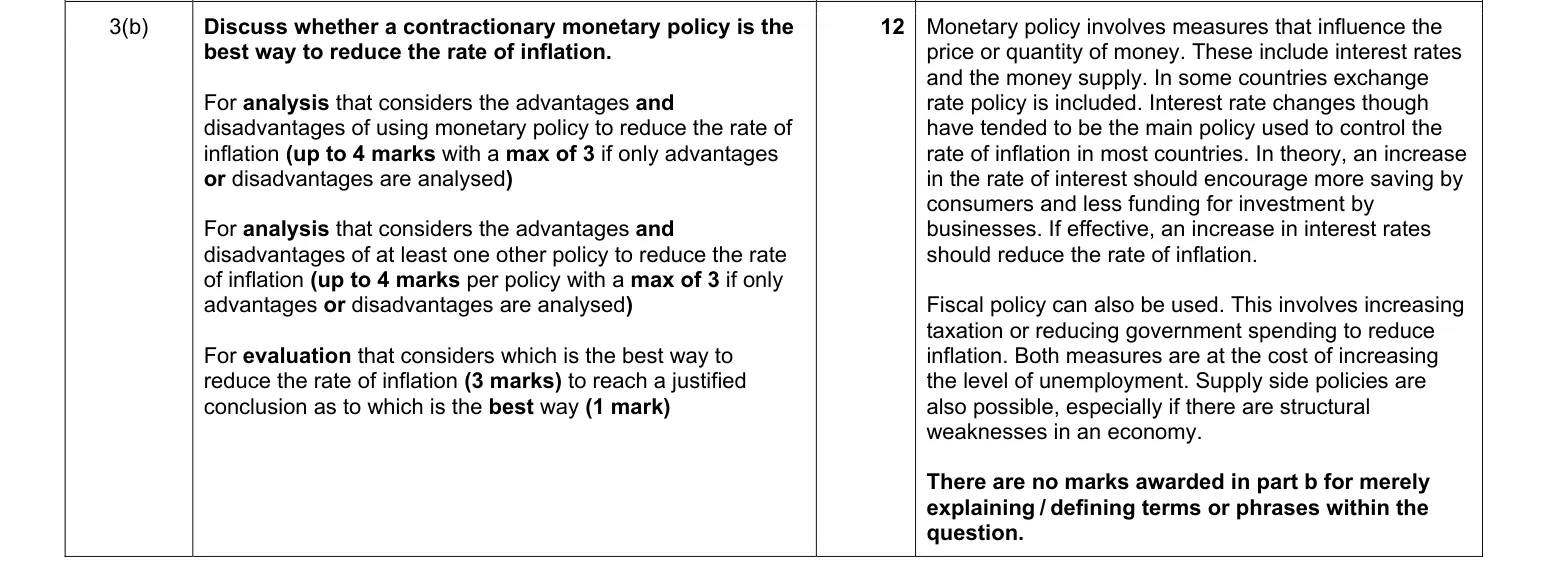 3(b)
Discuss whether a contractionary monetary policy is the
best way to reduce the rate of inflation.
For analysis that considers the advantages and
disadvantages of using monetary policy to reduce the rate of
inflation (up to 4 marks with a max of 3 if only advantages
or disadvantages are analysed)
For analysis that considers the advantages and
disadvantages of at least one other policy to reduce the rate
of inflation (up to 4 marks per policy with a max of 3 if only
advantages or disadvantages are analysed)
For evaluation that considers which is the best way to
reduce the rate of inflation (3 marks) to reach a justified
conclusion as to which is the best way (1 mark)
12
Monetary policy involves measures that influence the
price or quantity of money. These include interest rates
and the money supply. In some countries exchange
rate policy is included. Interest rate changes though
have tended to be the main policy used to control the
rate of inflation in most countries. In theory, an increase
in the rate of interest should encourage more saving by
consumers and less funding for investment by
businesses. If effective, an increase in interest rates
should reduce the rate of inflation.
Fiscal policy can also be used. This involves increasing
taxation or reducing government spending to reduce
inflation. Both measures are at the cost of increasing
the level of unemployment. Supply side policies are
also possible, especially if there are structural
weaknesses in an economy.
There are no marks awarded in part b for merely
explaining / defining terms or phrases within the
question.